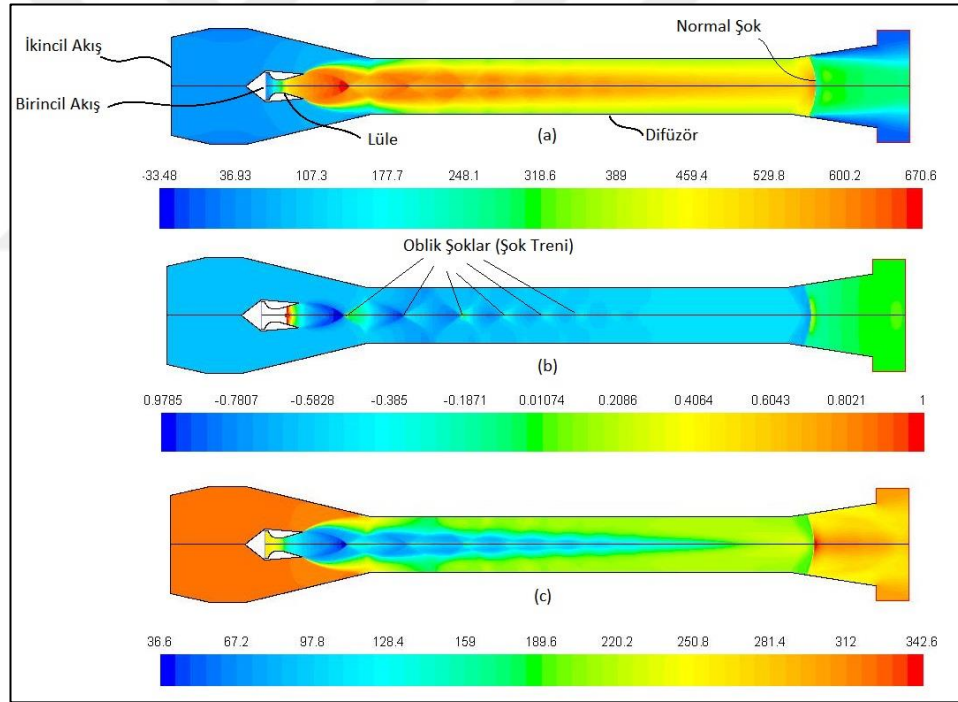 İkincil Akış
Birincil Akış
Lüle
Normal Şok
Difüzör
(a)
-33.48 36.93 107.3 177.7 248.1 318.6 389 459.4 529.8 600.2 670.6
Oblik Şoklar (Şok Treni)
(b)
0.9785 -0.7807 -0.5828 -0.385 -0.1871 0.01074 0.2086 0.4064 0.6043 0.8021 1
(c)
36.6 67.2 97.8 128.4 159 189.6 220.2 250.8 281.4 312 342.6